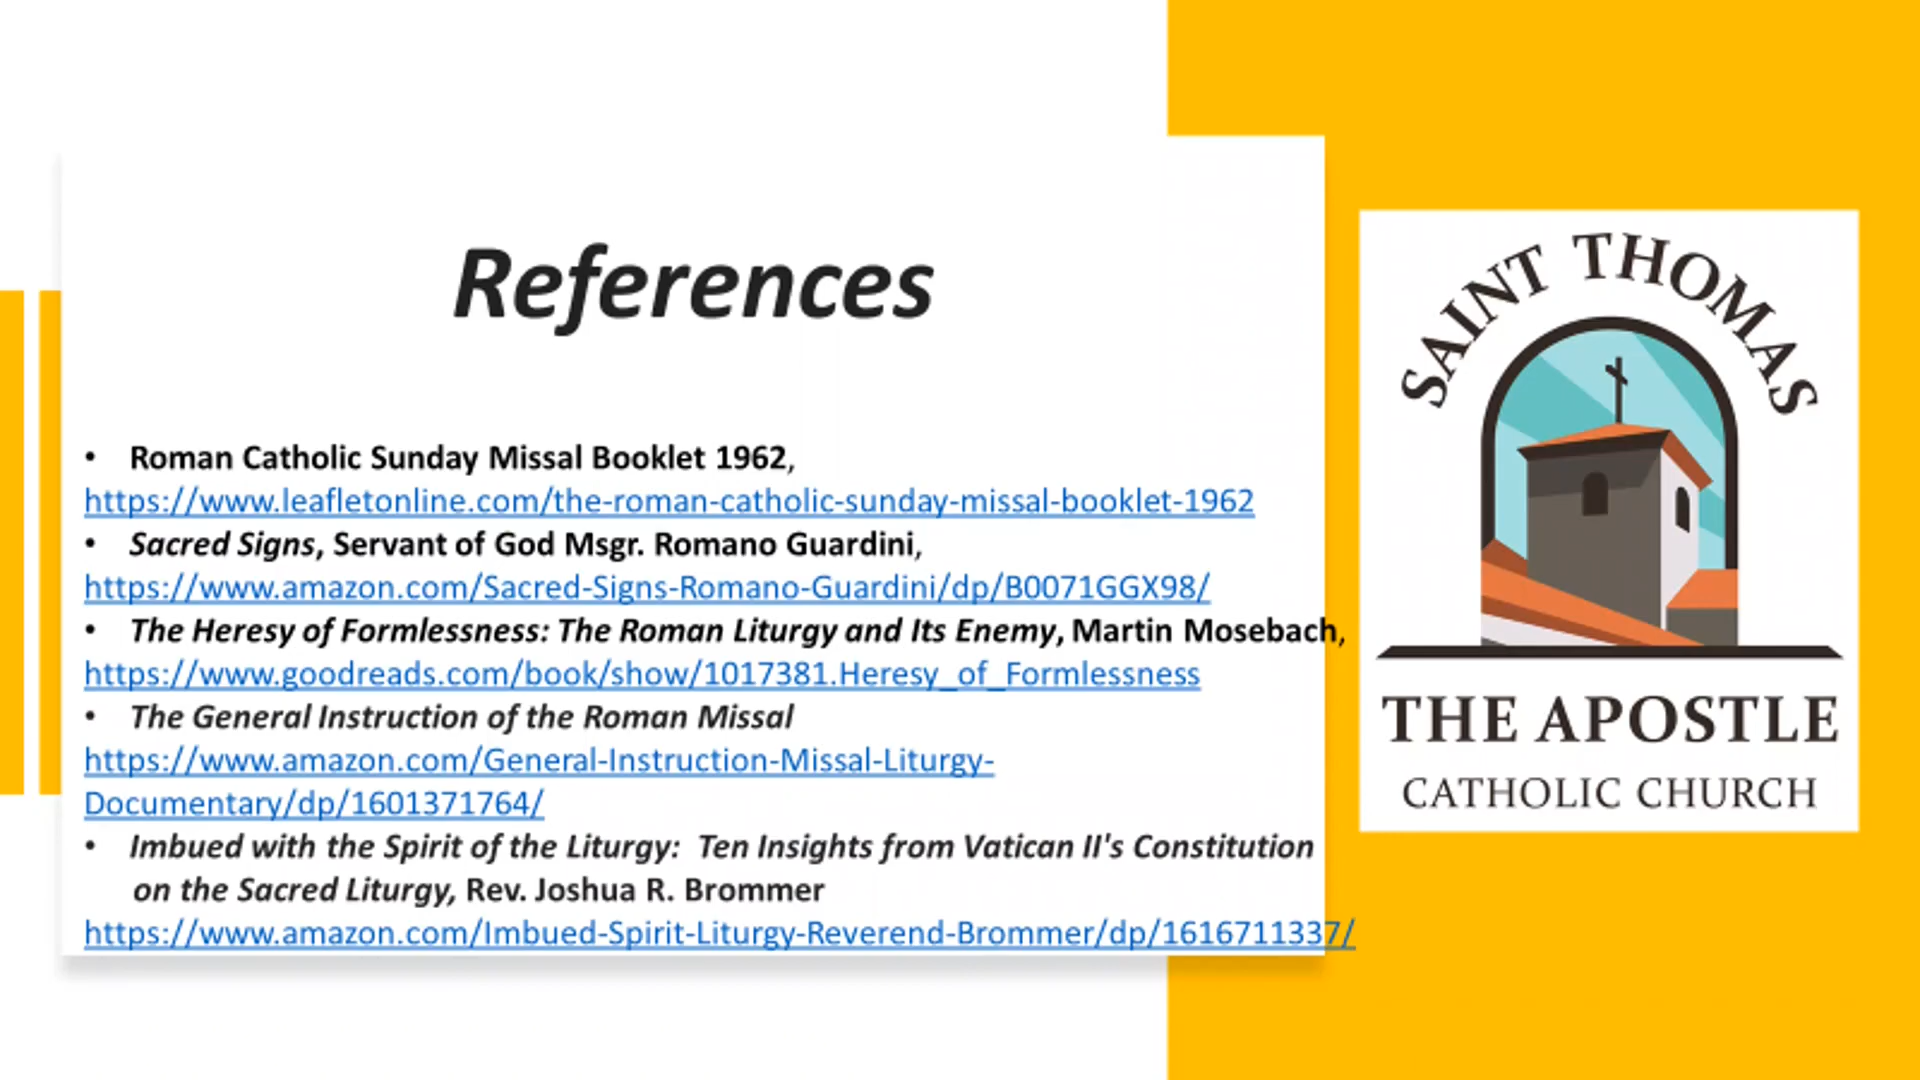 References
• Roman Catholic Sunday Missal Booklet 1962,
https://www.leafletonline.com/the-roman-catholic-sunday-missal-booklet-1962
• Sacred Signs, Servant of God Msgr. Romano Guardini,
https://www.amazon.com/Sacred-Signs-Romano-Guardini/dp/B0071GGX98/
• The Heresy of Formlessness: The Roman Liturgy and Its Enemy, Martin Mosebach,
https://www.goodreads.com/book/show/1017381.Heresy_of_Formlessness
• The General Instruction of the Roman Missal
https://www.amazon.com/General-Instruction-Missal-Liturgy-
Documentary/dp/1601371764/
• Imbued with the Spirit of the Liturgy:  Ten Insights from Vatican II's Constitution
on the Sacred Liturgy, Rev. Joshua R. Brommer
https://www.amazon.com/Imbued-Spirit-Liturgy-Reverend-Brommer/dp/1616711337/
SAINT THOMAS
THE APOSTLE
CATHOLIC CHURCH